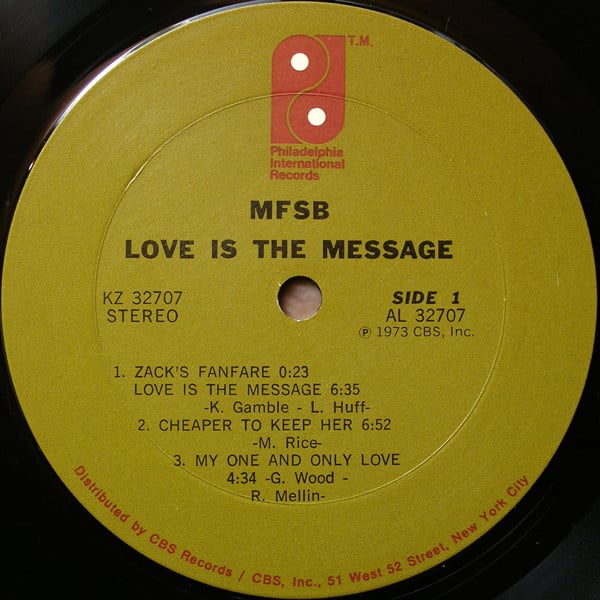 T.M.
Philadelphia
International
Records
MFSB
LOVE IS THE MESSAGE
KZ 32707
STEREO
SIDE 1
AL 32707
℗ 1973 CBS, Inc.
1. ZACK'S FANFARE 0:23
LOVE IS THE MESSAGE 6:35
-K. Gamble - L. Huff-
2. CHEAPER TO KEEP HER 6:52
-M. Rice-
3. MY ONE AND ONLY LOVE
4:34 -G. Wood -
R. Mellin-
Distributed by CBS Records / CBS, Inc., 51 West 52 Street, New York City